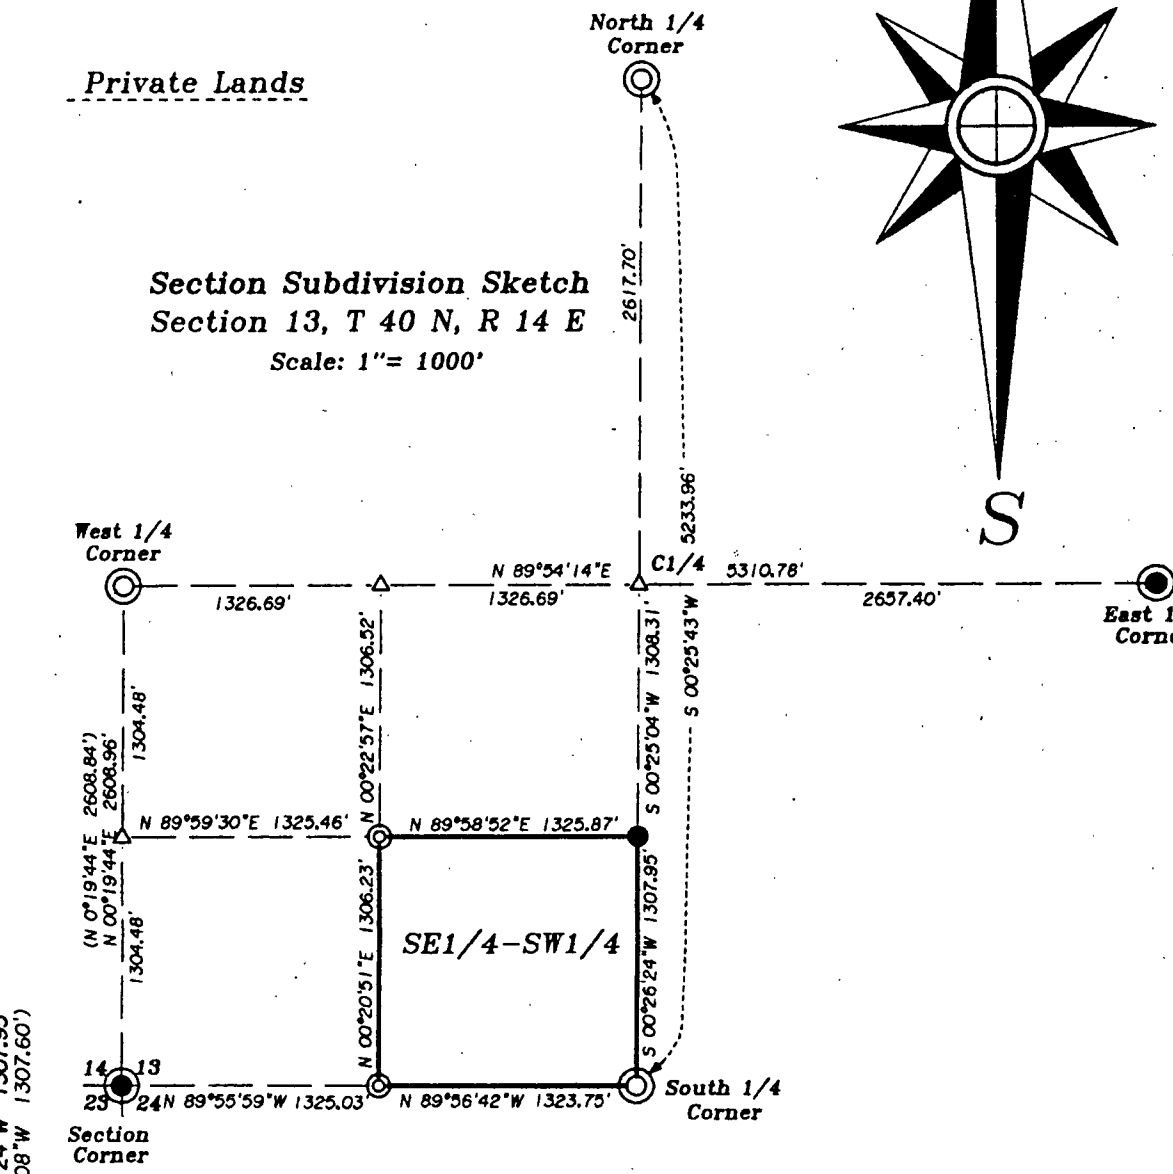 North 1/4
Corner
Private Lands
2617.70'
Section Subdivision Sketch
Section 13, T 40 N, R 14 E
Scale: 1"= 1000'
5233.96'
S
West 1/4
Corner
N 89°54'14"E
C1/4
5310.78'
1326.69'
1326.69'
2657.40'
East 1
Corne
N 00°22'57"E 1306.52'
S 00°25'04"W 1308.31'
S 00°25'43"W
1304.48'
(N 0°19'44"E 2608.84')
N 00°19'44"E 2608.96'
N 89°59'30"E 1325.46'
N 89°58'52"E 1325.87'
1304.48'
N 00°20'51"E 1306.23'
SE1/4-SW1/4
S 00°26'24"W 1307.95'
14 13
23 24
N 89°55'59"W 1325.03'
N 89°56'42"W 1323.75'
South 1/4
Corner
Section
Corner
24"W 1307.95'
08"W 1307.60')